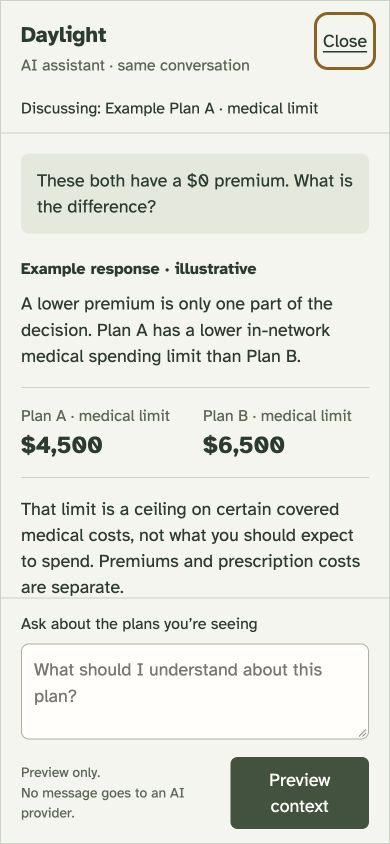 Daylight
Close
AI assistant · same conversation
Discussing: Example Plan A · medical limit
These both have a $0 premium. What is
the difference?
Example response · illustrative
A lower premium is only one part of the
decision. Plan A has a lower in-network
medical spending limit than Plan B.
Plan A · medical limit
$4,500
Plan B · medical limit
$6,500
That limit is a ceiling on certain covered
medical costs, not what you should expect
to spend. Premiums and prescription costs
are separate.
Ask about the plans you’re seeing
What should I understand about this
plan?
Preview only.
No message goes to an AI
provider.
Preview
context